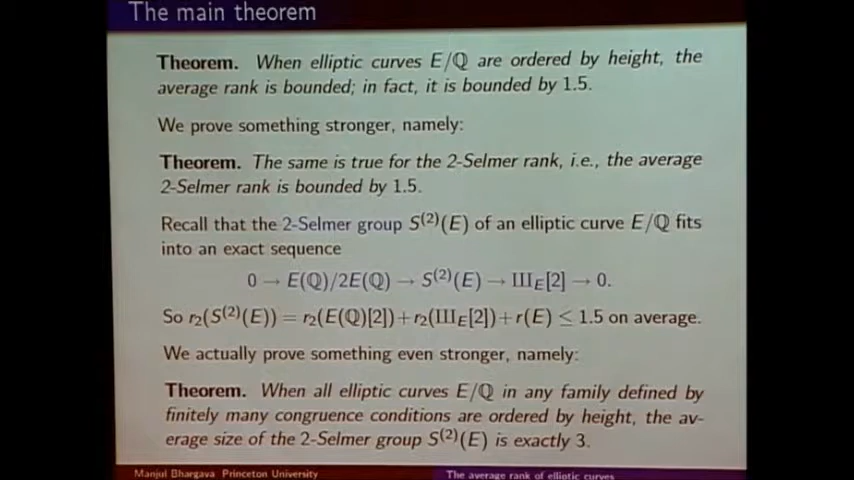 The main theorem
Theorem. When elliptic curves E/ℚ are ordered by height, the
average rank is bounded; in fact, it is bounded by 1.5.
We prove something stronger, namely:
Theorem. The same is true for the 2-Selmer rank, i.e., the average
2-Selmer rank is bounded by 1.5.
Recall that the 2-Selmer group S⁽²⁾(E) of an elliptic curve E/ℚ fits
into an exact sequence
0 → E(ℚ)/2E(ℚ) → S⁽²⁾(E) → Ш_E[2] → 0.
So r₂(S⁽²⁾(E)) = r₂(E(ℚ)[2])+r₂(Ш_E[2])+r(E) ≤ 1.5 on average.
We actually prove something even stronger, namely:
Theorem. When all elliptic curves E/ℚ in any family defined by
finitely many congruence conditions are ordered by height, the av-
erage size of the 2-Selmer group S⁽²⁾(E) is exactly 3.
Manjul Bhargava Princeton University
The average rank of elliptic curves